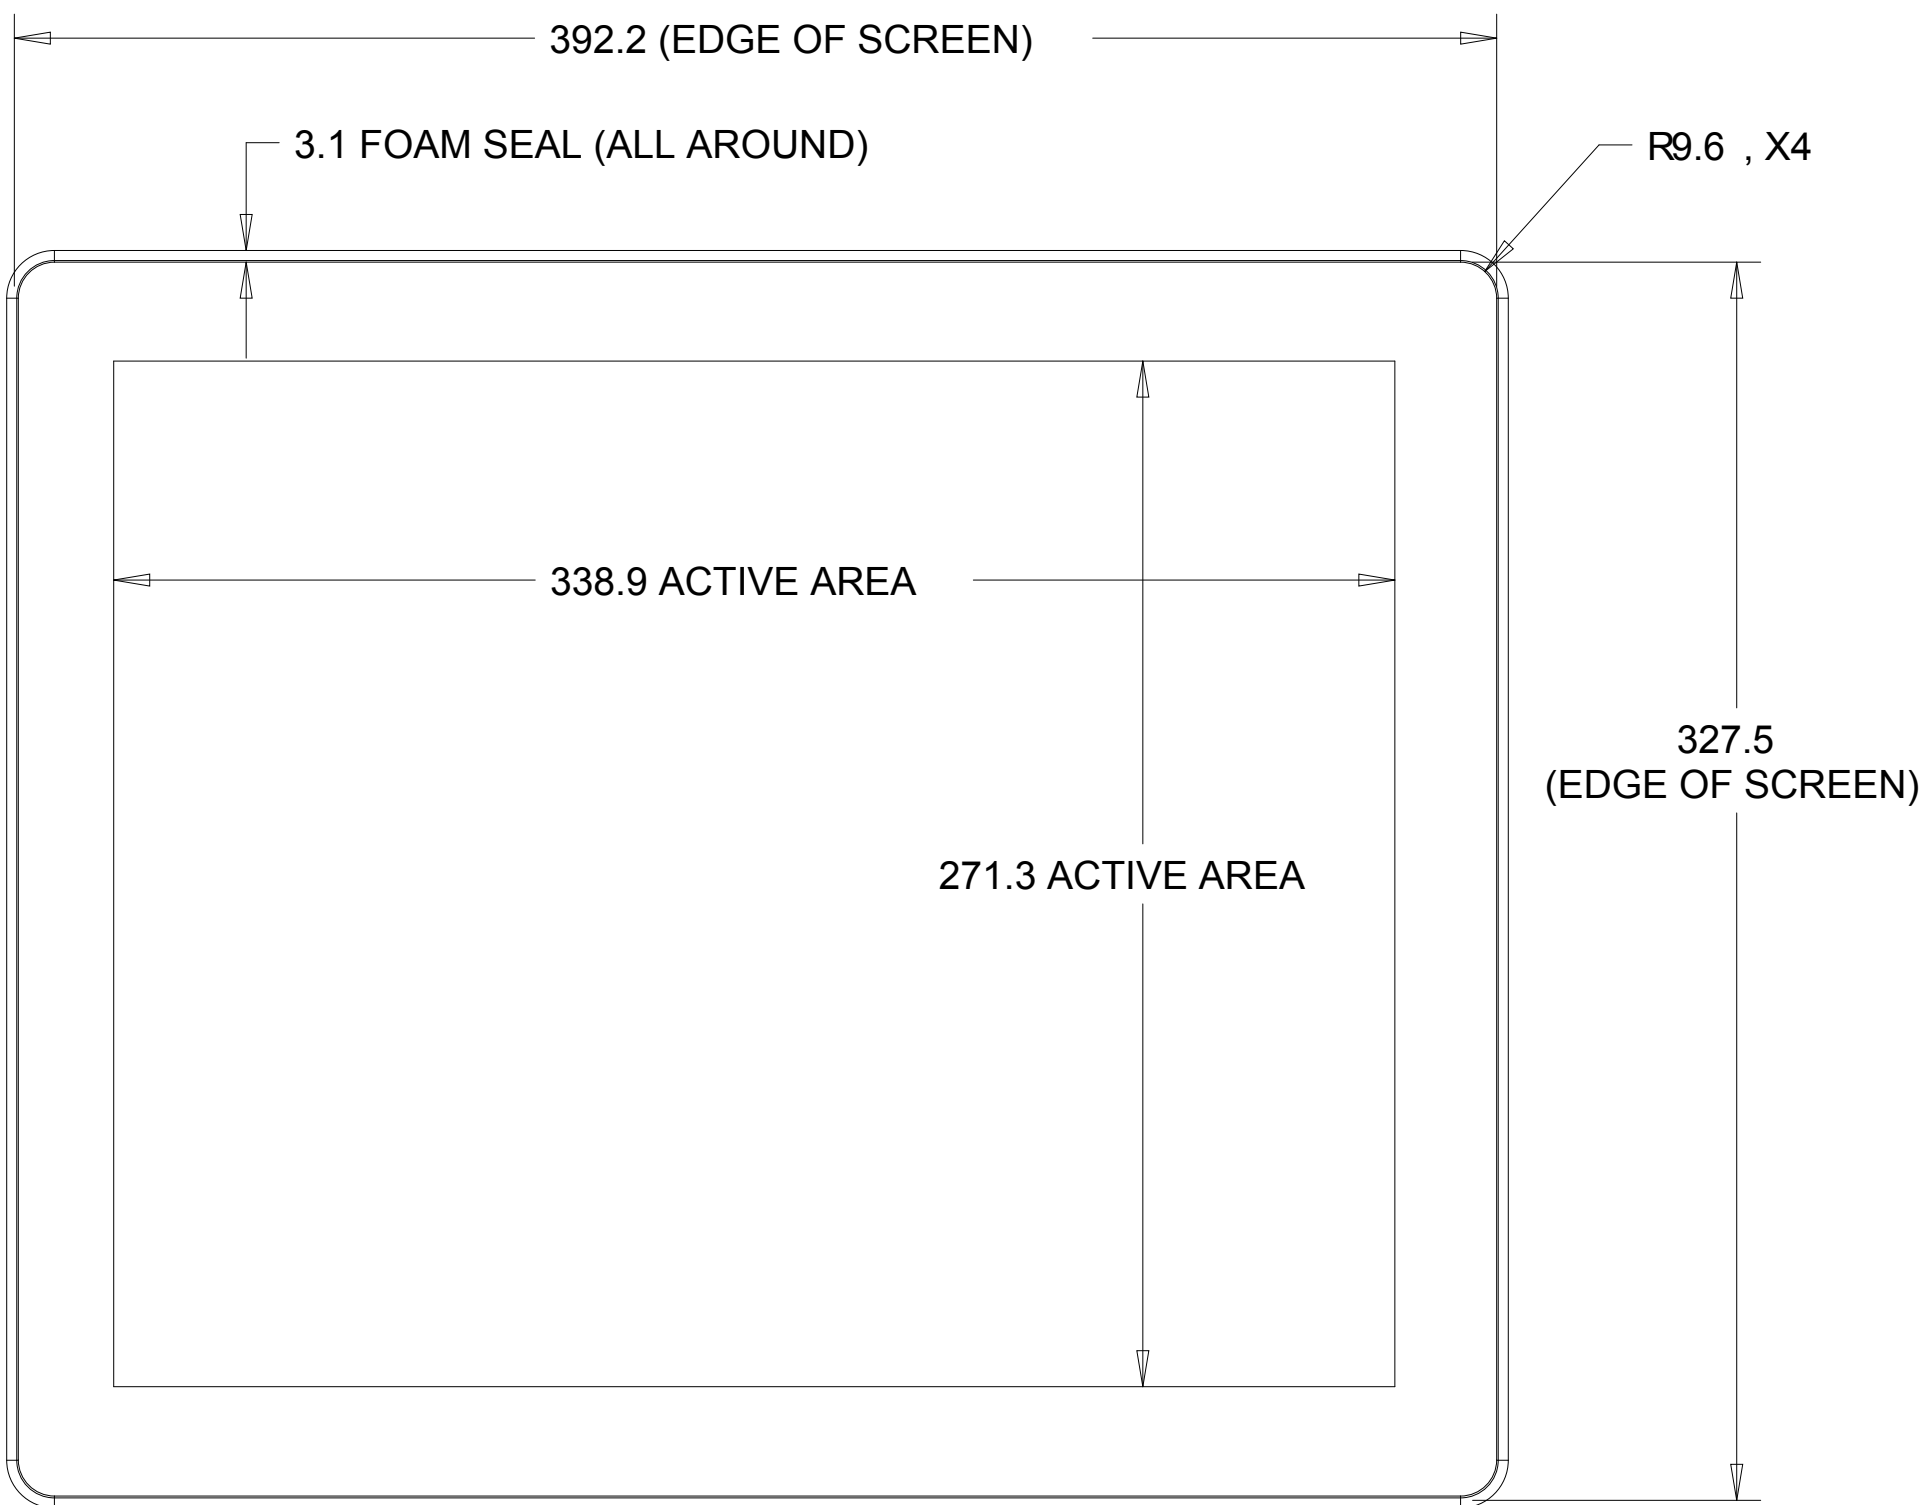 392.2 (EDGE OF SCREEN)
3.1 FOAM SEAL (ALL AROUND)
R9.6 , X4
338.9 ACTIVE AREA
327.5
(EDGE OF SCREEN)
271.3 ACTIVE AREA